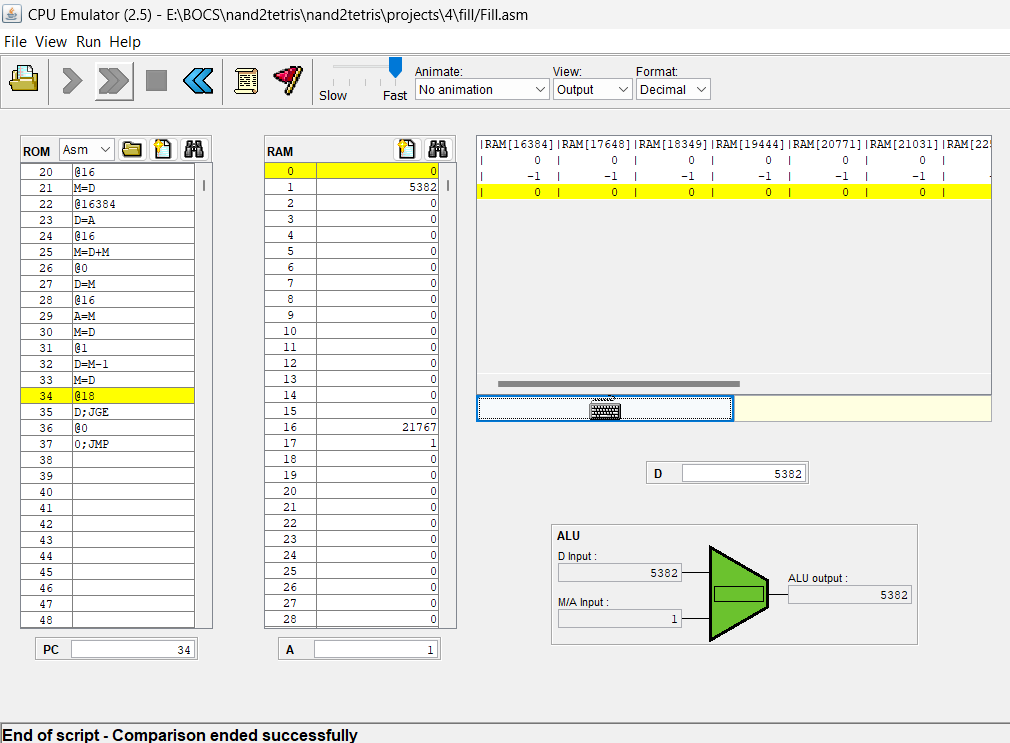 CPU Emulator (2.5) - E:\BOCS\nand2tetris\nand2tetris\projects\4\fill/Fill.asm
File View Run Help
Slow Fast
Animate: View: Format:
No animation Output Decimal
ROM Asm
20 @16
21 M=D
22 @16384
23 D=A
24 @16
25 M=D+M
26 @0
27 D=M
28 @16
29 A=M
30 M=D
31 @1
32 D=M-1
33 M=D
34 @18
35 D;JGE
36 @0
37 0;JMP
38
39
40
41
42
43
44
45
46
47
48
PC 34
RAM
0 0
1 5382
2 0
3 0
4 0
5 0
6 0
7 0
8 0
9 0
10 0
11 0
12 0
13 0
14 0
15 0
16 21767
17 1
18 0
19 0
20 0
21 0
22 0
23 0
24 0
25 0
26 0
27 0
28 0
A 1
|RAM[16384]|RAM[17648]|RAM[18349]|RAM[19444]|RAM[20771]|RAM[21031]|RAM[225
| 0 | 0 | 0 | 0 | 0 | 0 |
| -1 | -1 | -1 | -1 | -1 | -1 |
| 0 | 0 | 0 | 0 | 0 | 0 |
D 5382
ALU
D Input :
5382
M/A Input :
1
ALU output :
5382
End of script - Comparison ended successfully